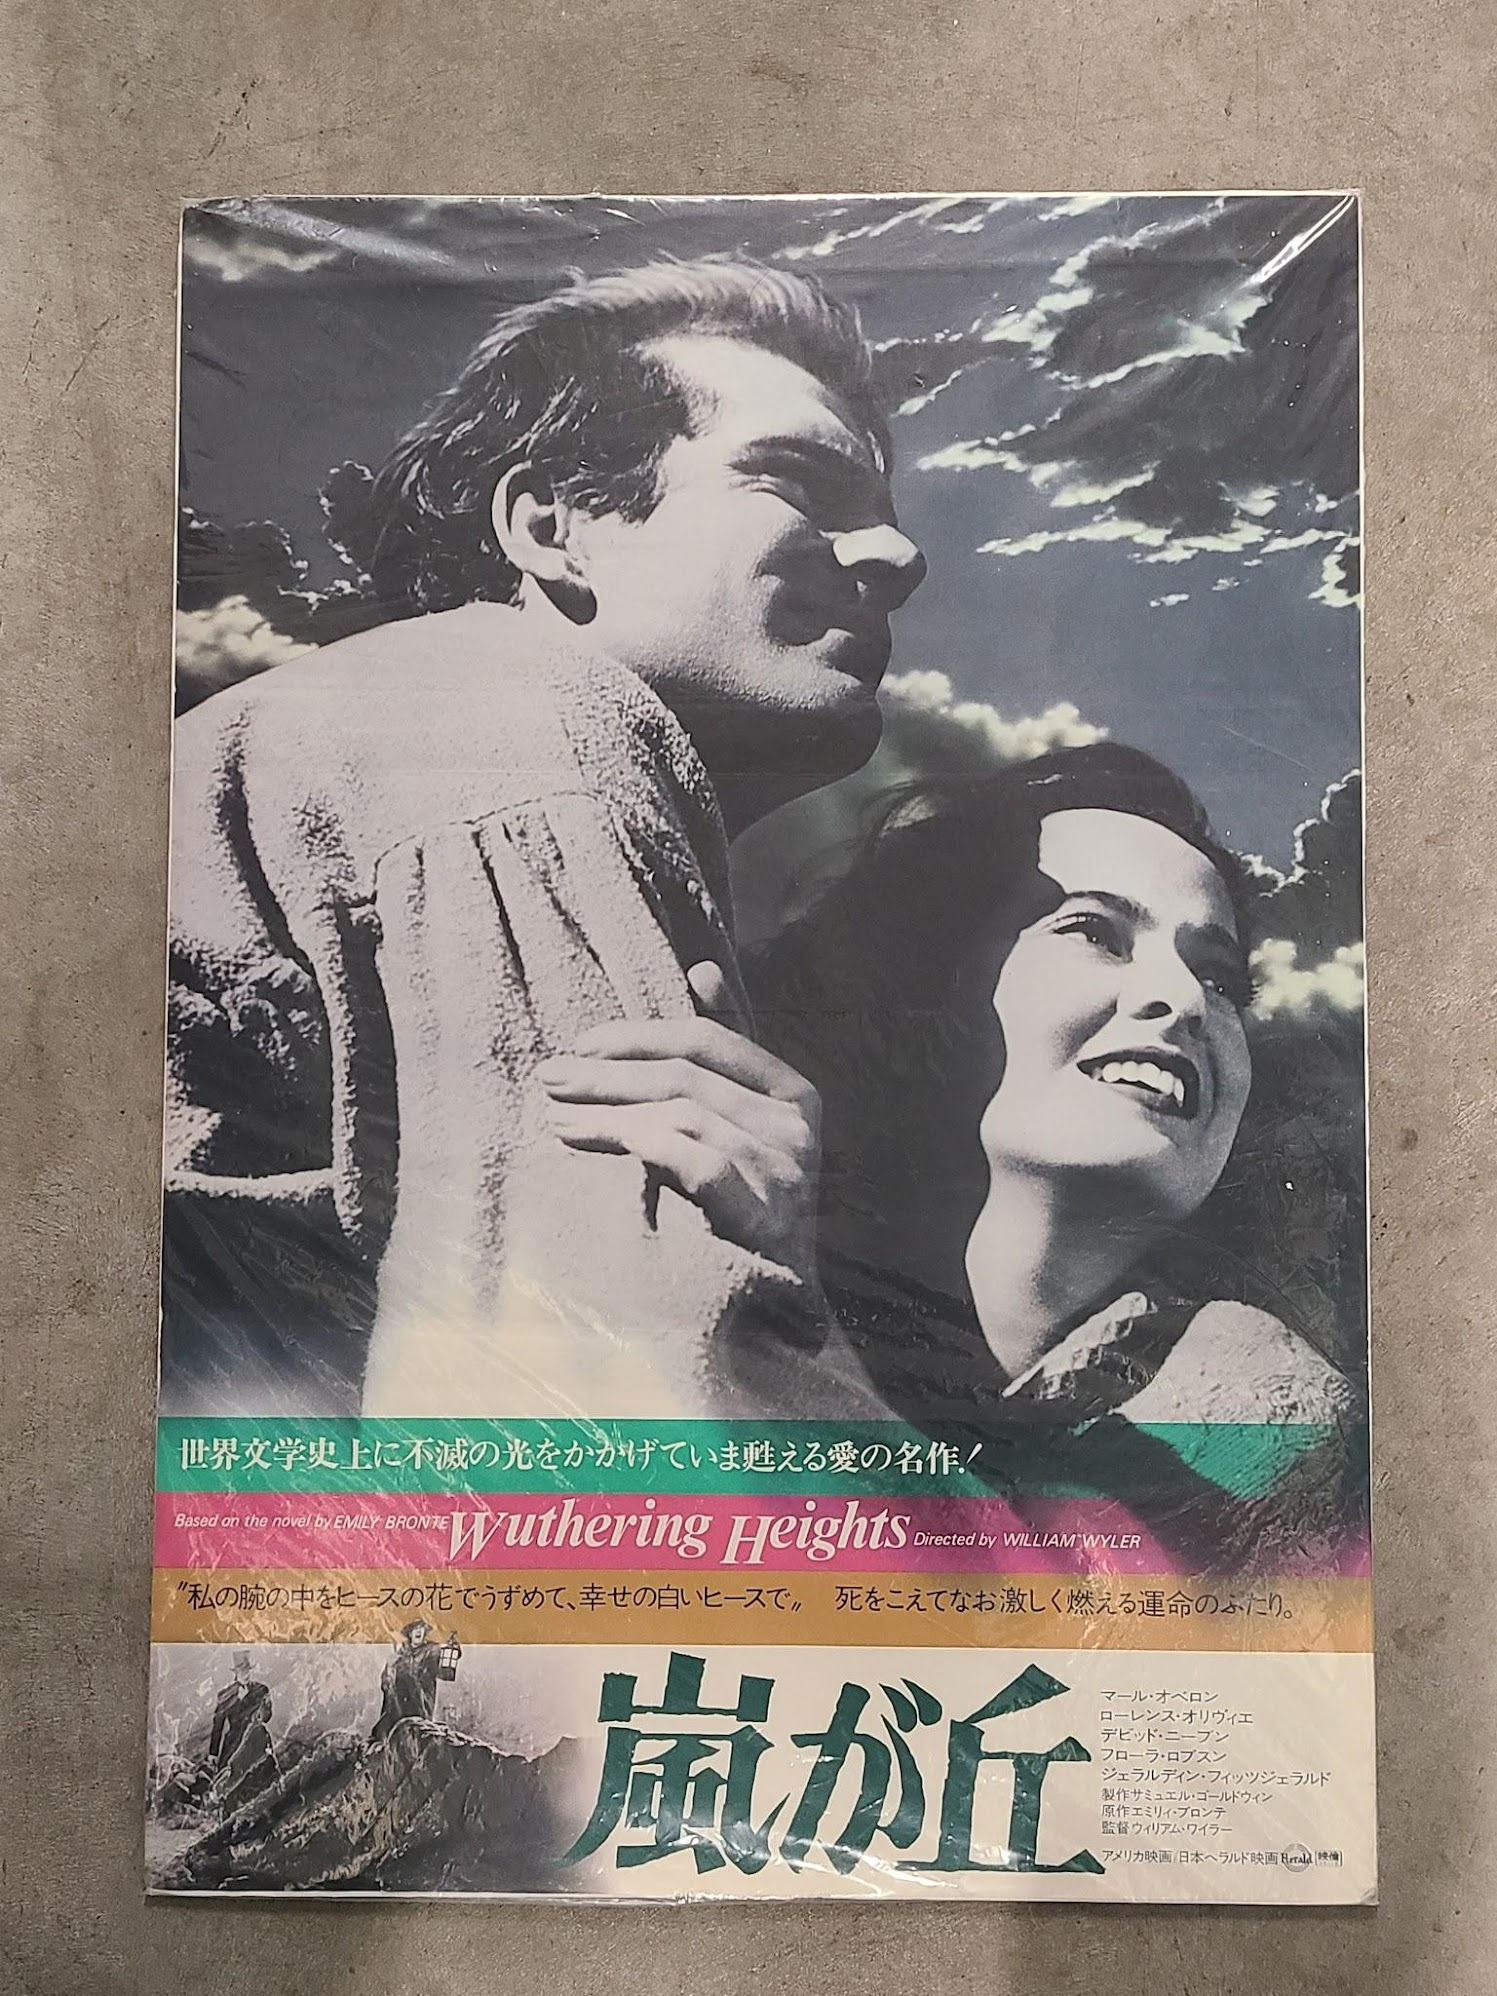 世界文学史上に不滅の光をかかげていま甦える愛の名作!
Based on the novel by EMILY BRONTE Wuthering Heights Directed by WILLIAM WYLER
"私の腕の中をヒースの花でうずめて、幸せの白いヒースで〟 死をこえてなお激しく燃える運命のふたり。
嵐が丘
マール・オベロン
ローレンス・オリヴィエ
デビッド・ニーブン
フローラ・ロブスン
ジェラルディン・フィッツジェラルド
製作サミュエル・ゴールドウィン
原作エミリィ・ブロンテ
監督ウィリアム・ワイラー
アメリカ映画/日本ヘラルド映画 Herald 映倫